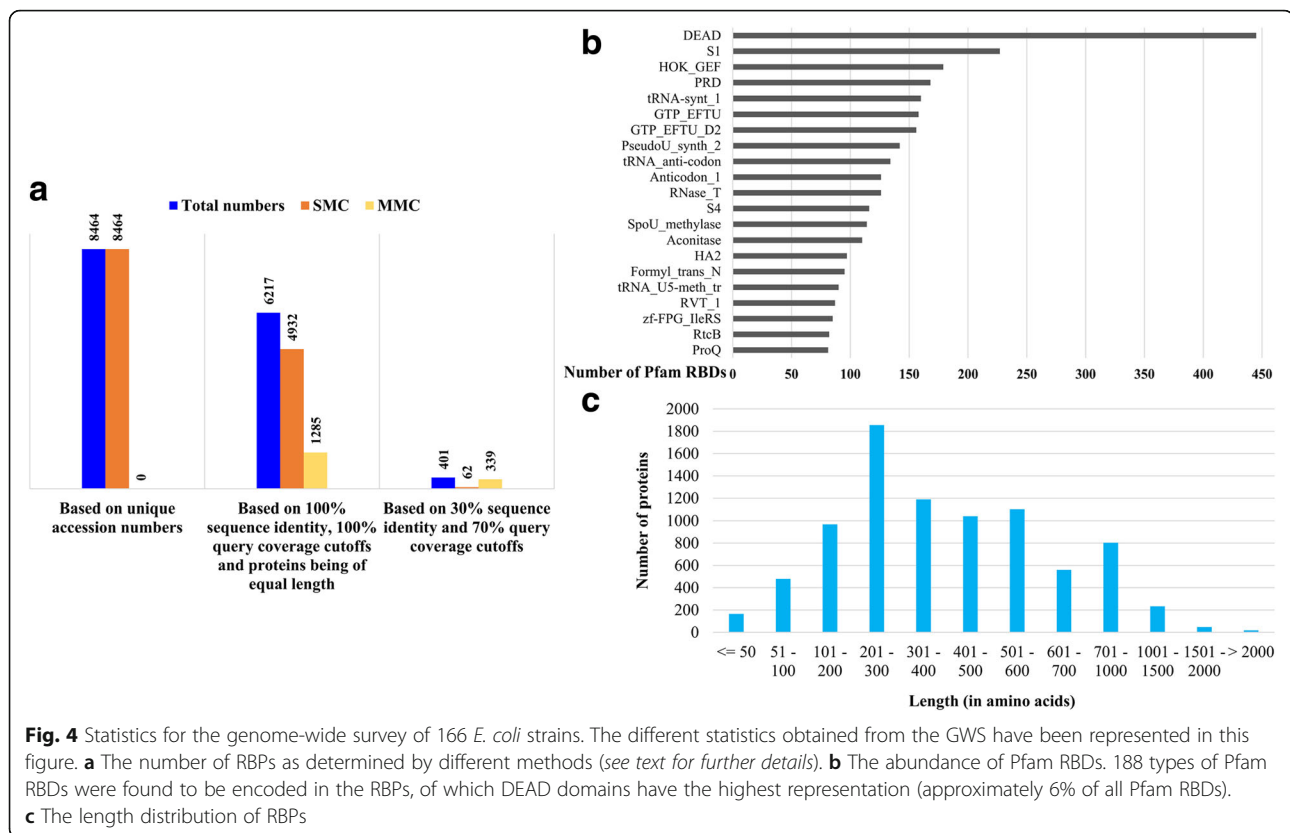 a
Total numbers SMC MMC
8464 8464 0
6217 4932 1285
401 62 339
Based on unique
accession numbers
Based on 100%
sequence identity, 100%
query coverage cutoffs
and proteins being of
equal length
Based on 30% sequence
identity and 70% query
coverage cutoffs
b
DEAD
S1
HOK_GEF
PRD
tRNA-synt_1
GTP_EFTU
GTP_EFTU_D2
PseudoU_synth_2
tRNA_anti-codon
Anticodon_1
RNase_T
S4
SpoU_methylase
Aconitase
HA2
Formyl_trans_N
tRNA_U5-meth_tr
RVT_1
zf-FPG_IleRS
RtcB
ProQ
Number of Pfam RBDs 0 50 100 150 200 250 300 350 400 450
c
Number of proteins
2000
1800
1600
1400
1200
1000
800
600
400
200
0
<= 50 51 - 100 101 - 200 201 - 300 301 - 400 401 - 500 501 - 600 601 - 700 701 - 1000 1001 - 1500 1501 - 2000 > 2000
Length (in amino acids)
Fig. 4 Statistics for the genome-wide survey of 166 E. coli strains. The different statistics obtained from the GWS have been represented in this
figure. a The number of RBPs as determined by different methods (see text for further details). b The abundance of Pfam RBDs. 188 types of Pfam
RBDs were found to be encoded in the RBPs, of which DEAD domains have the highest representation (approximately 6% of all Pfam RBDs).
c The length distribution of RBPs